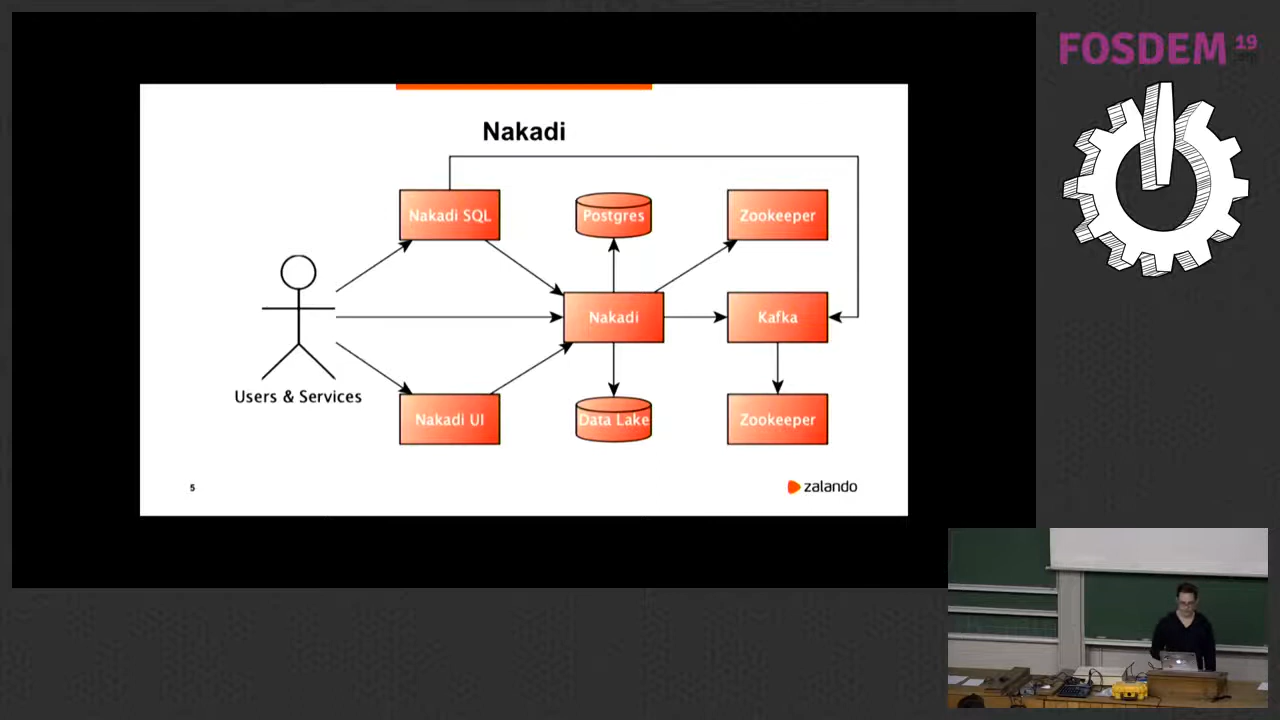 FOSDEM 19
Nakadi
Nakadi SQL
Postgres
Zookeeper
Nakadi
Kafka
Users & Services
Nakadi UI
Data Lake
Zookeeper
5
zalando